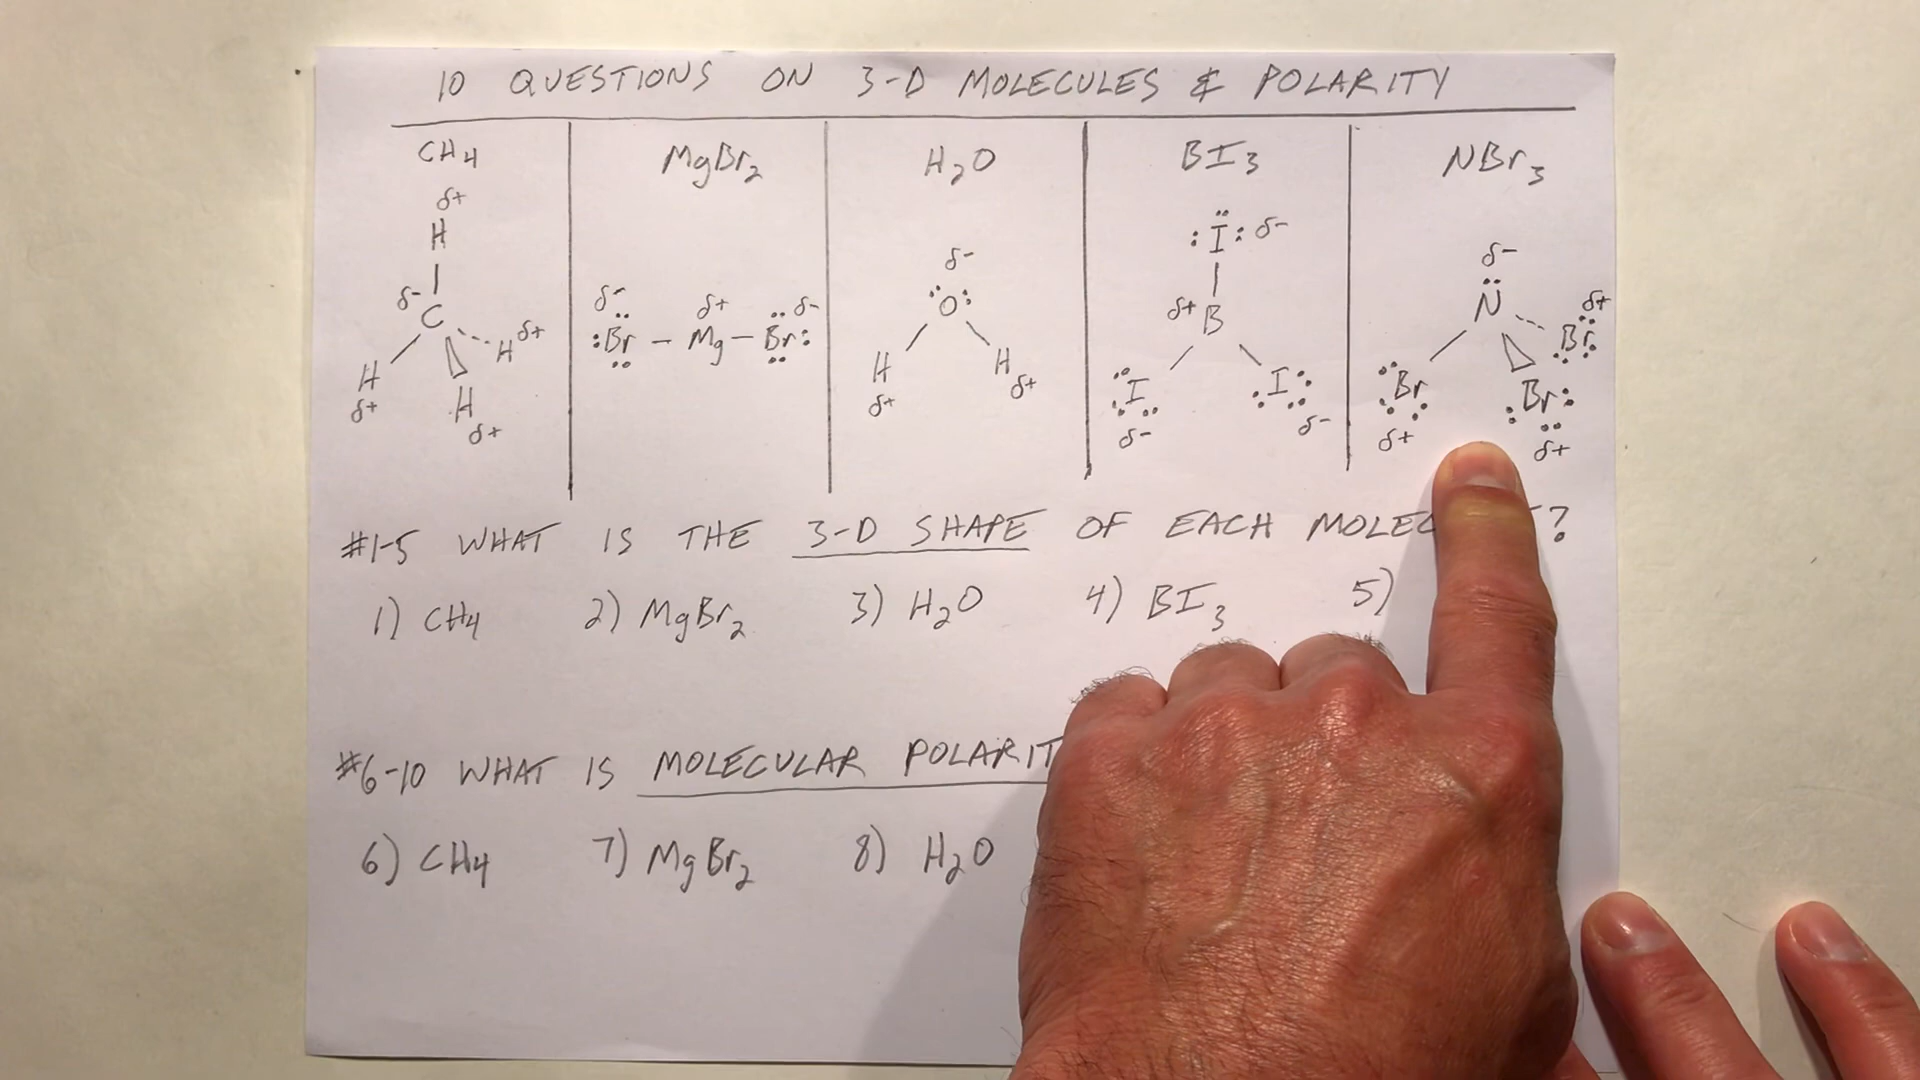 10 QUESTIONS ON 3-D MOLECULES & POLARITY
CH₄ MgBr₂ H₂O BI₃ NBr₃
δ+ H δ- C H δ+ H δ+ H δ+
δ- :Br – Mg δ+ – Br: δ-
δ- O H δ+ H δ+
:I: δ- δ+ B I δ- I δ-
δ- N Br δ+ Br δ+ Br δ+
#1-5 WHAT IS THE 3-D SHAPE OF EACH ?
1) CH₄ 2) MgBr₂ 3) H₂O 4) BI₃ 5)
#6-10 WHAT IS MOLECULAR
6) CH₄ 7) MgBr₂ 8) H₂O